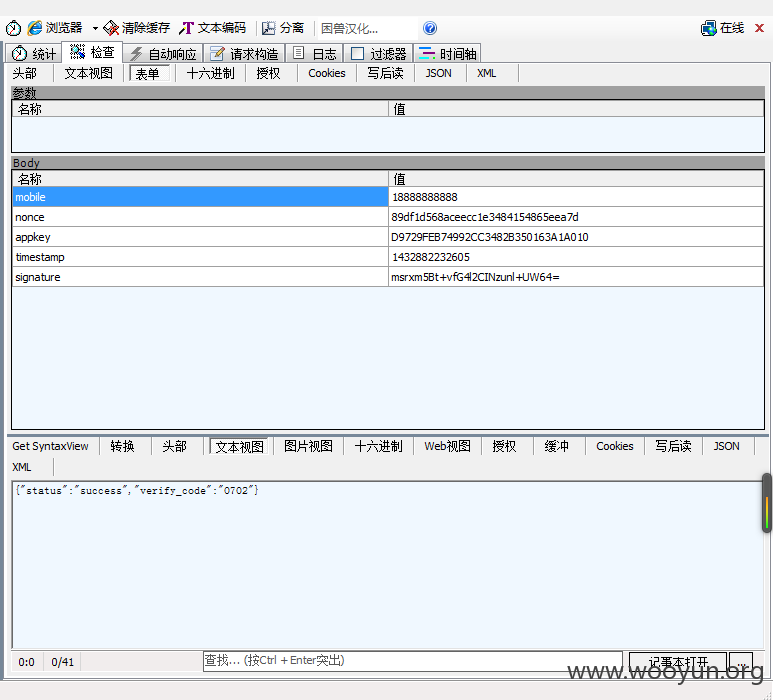 浏览器 清除缓存 文本编码 分离 困兽汉化... 在线
统计 检查 自动响应 请求构造 日志 过滤器 时间轴
头部 文本视图 表单 十六进制 授权 Cookies 写后读 JSON XML
参数
名称 值
Body
名称 值
mobile 18888888888
nonce 89df1d568aceecc1e3484154865eea7d
appkey D9729FEB74992CC3482B350163A1A010
timestamp 1432882232605
signature msrxm5Bt+vfG4l2CINzunl+UW64=
Get SyntaxView 转换 头部 文本视图 图片视图 十六进制 Web视图 授权 缓冲 Cookies 写后读 JSON
XML
{"status":"success","verify_code":"0702"}
0:0 0/41 查找... (按Ctrl + Enter突出) 记事本打开 ...
www.wooyun.org